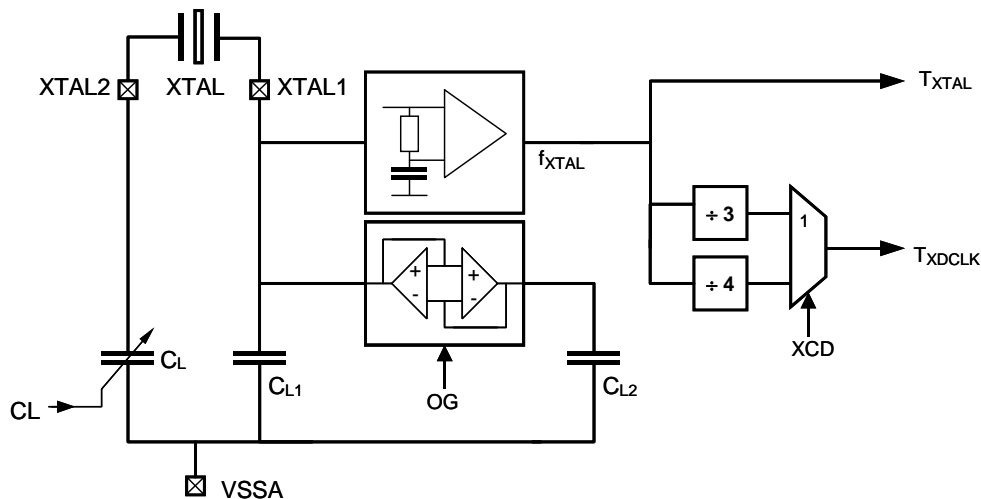 XTAL2
XTAL
XTAL1
TXTAL
fXTAL
÷ 3
1
TXDCLK
+
-
+
-
÷ 4
XCD
CL
CL1
CL2
CL
OG
VSSA